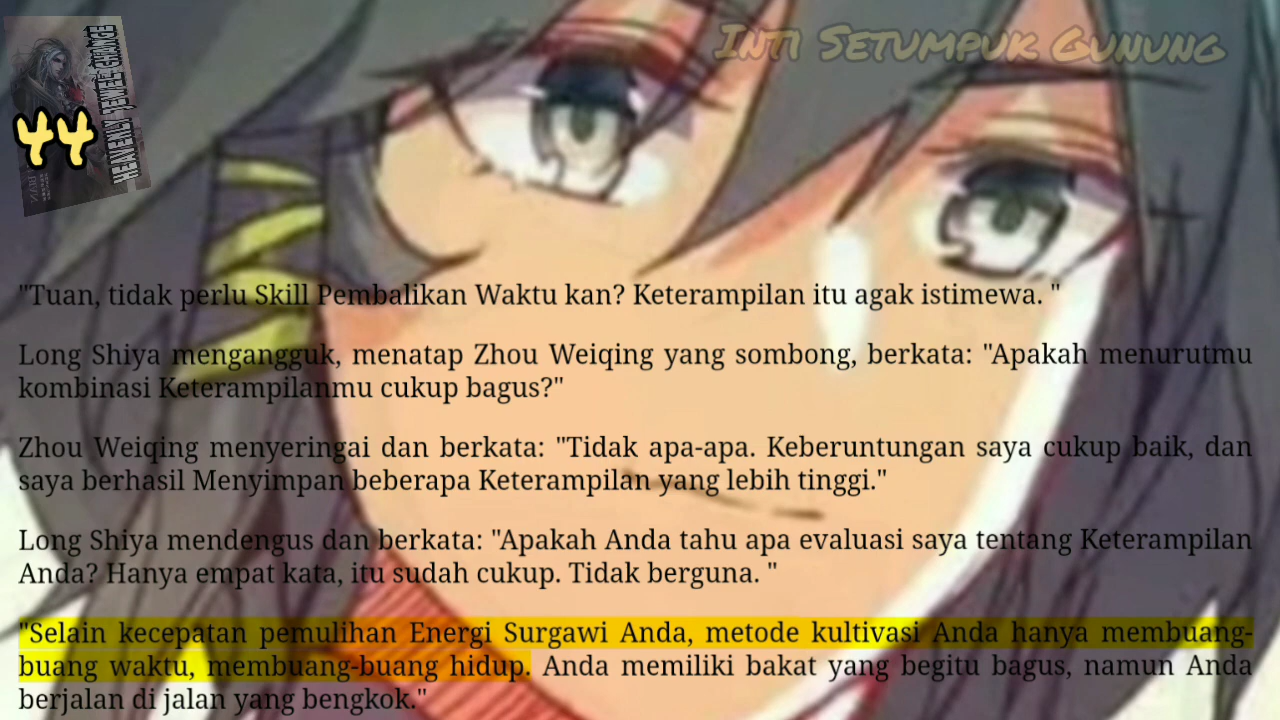 Inti Setumpuk Gunung
44
HEAVENLY JEWEL CHANGE
"Tuan, tidak perlu Skill Pembalikan Waktu kan? Keterampilan itu agak istimewa. "
Long Shiya mengangguk, menatap Zhou Weiqing yang sombong, berkata: "Apakah menurutmu
kombinasi Keterampilanmu cukup bagus?"
Zhou Weiqing menyeringai dan berkata: "Tidak apa-apa. Keberuntungan saya cukup baik, dan
saya berhasil Menyimpan beberapa Keterampilan yang lebih tinggi."
Long Shiya mendengus dan berkata: "Apakah Anda tahu apa evaluasi saya tentang Keterampilan
Anda? Hanya empat kata, itu sudah cukup. Tidak berguna. "
"Selain kecepatan pemulihan Energi Surgawi Anda, metode kultivasi Anda hanya membuang-
buang waktu, membuang-buang hidup. Anda memiliki bakat yang begitu bagus, namun Anda
berjalan di jalan yang bengkok."